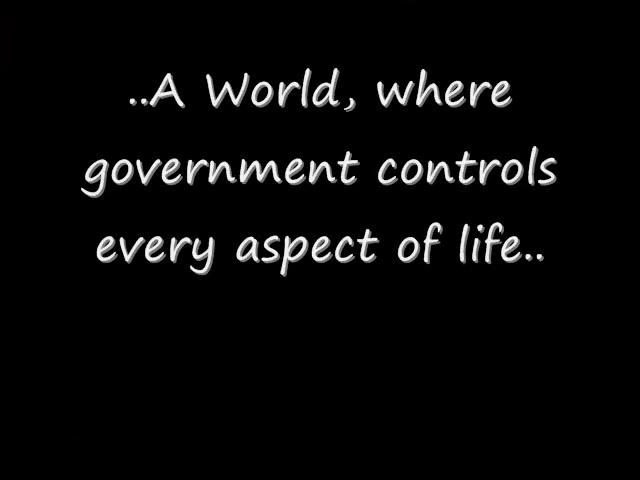 ..A World, where
government controls
every aspect of life..